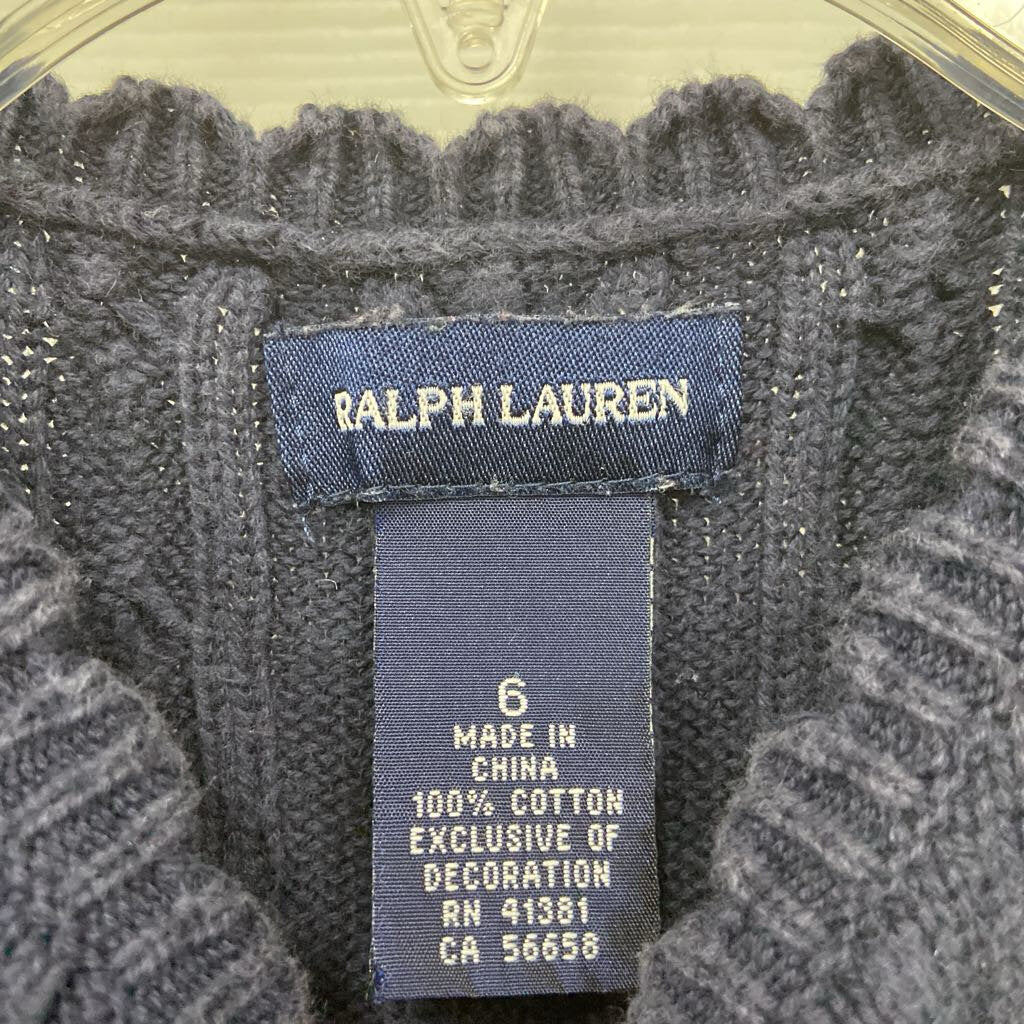 RALPH LAUREN
6
MADE IN
CHINA
100% COTTON
EXCLUSIVE OF
DECORATION
RN 41381
CA 56658